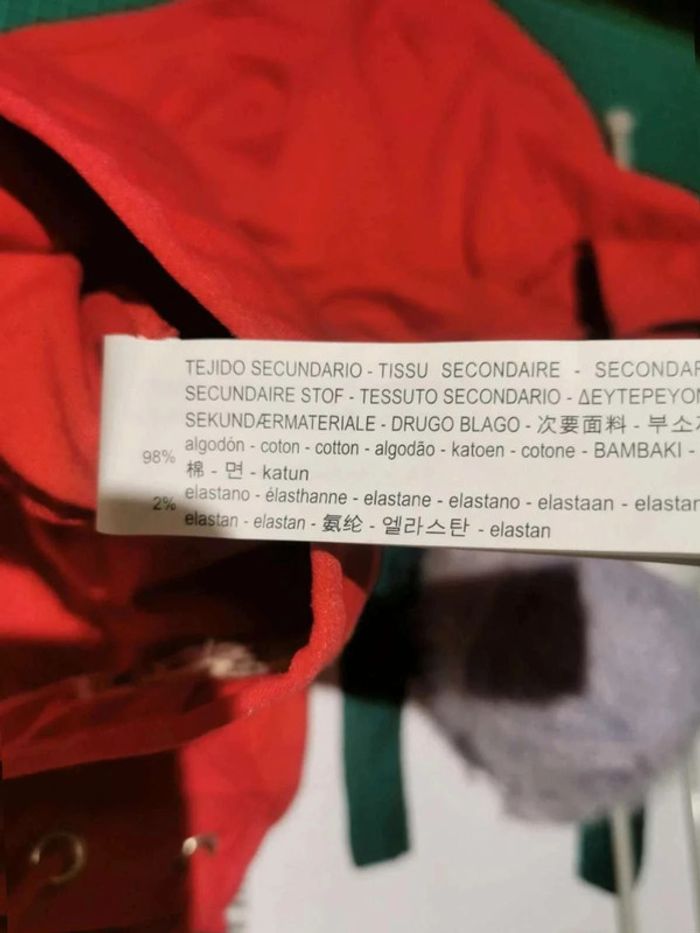 TEJIDO SECUNDARIO - TISSU SECONDAIRE - SECONDAR
SECUNDAIRE STOF - TESSUTO SECONDARIO - ΔΕΥΤΕΡΕΥΟΝ
SEKUNDÆRMATERIALE - DRUGO BLAGO - 次要面料 - 부소재
98% algodón - coton - cotton - algodão - katoen - cotone - BAMBAKI -
棉 - 면 - katun
2% elastano - élasthanne - elastane - elastano - elastaan - elastan
elastan - elastan - 氨纶 - 엘라스탄 - elastan